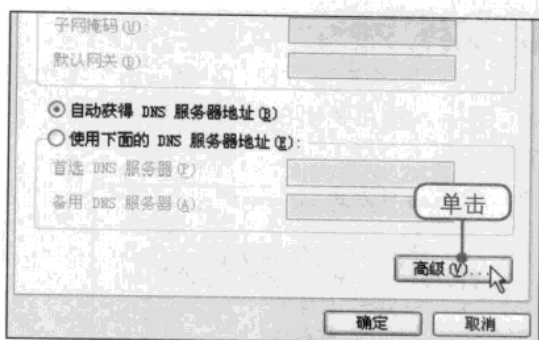 子网掩码(U):
默认网关(D):
自动获得 DNS 服务器地址(B)
使用下面的 DNS 服务器地址(E):
首选 DNS 服务器(P)
备用 DNS 服务器(A)
单击
高级(V)...
确定 取消